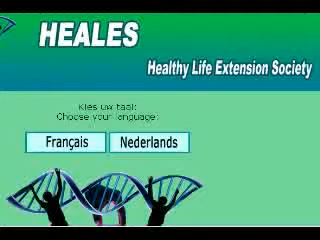 HEALES
Healthy Life Extension Society
Kies uw taal:
Choose your language:
Français Nederlands